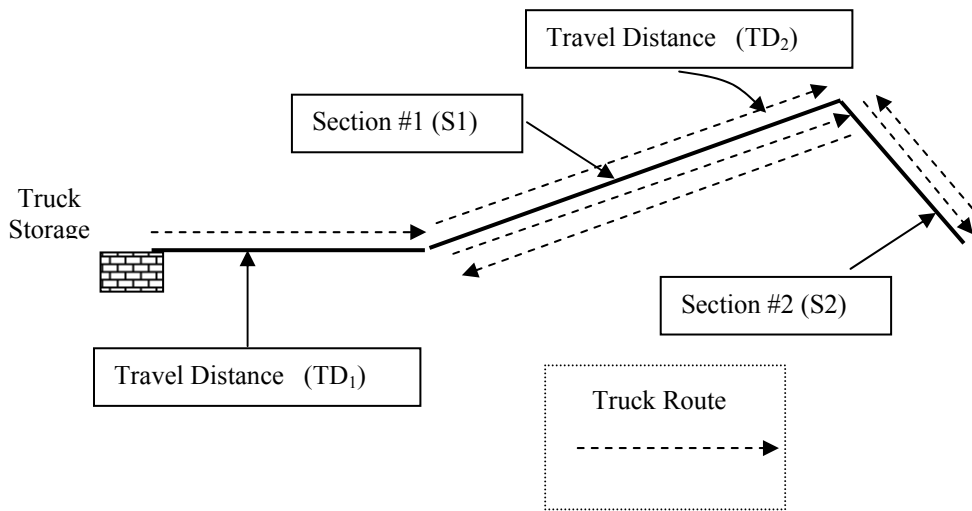 Travel Distance (TD₂)
Section #1 (S1)
Truck
Storage
Section #2 (S2)
Travel Distance (TD₁)
Truck Route